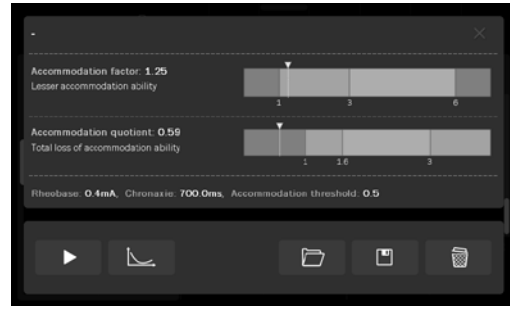 -
Accommodation factor: 1.25
Lesser accommodation ability
1 3 6
Accommodation quotient: 0.59
Total loss of accommodation ability
1 1.6 3
Rheobase: 0.4mA, Chronaxie: 700.0ms, Accommodation threshold: 0.5